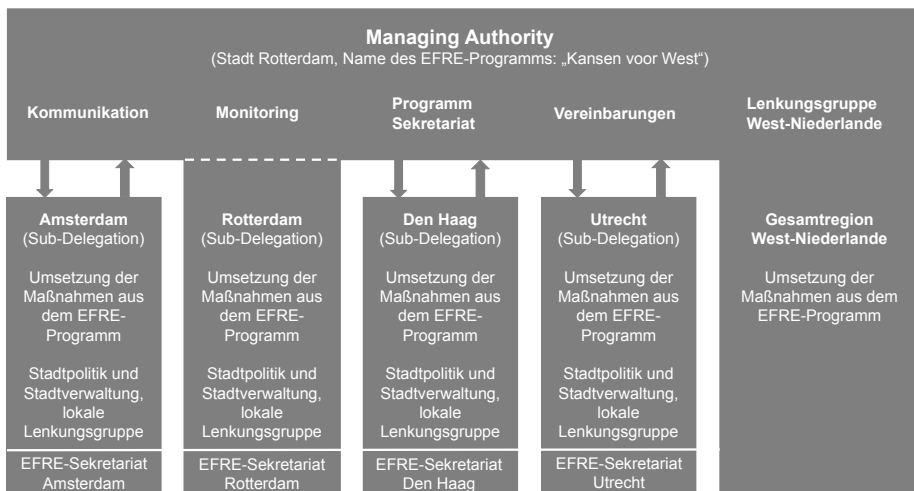 Managing Authority
(Stadt Rotterdam, Name des EFRE-Programms: „Kansen voor West“)
Kommunikation
Monitoring
Programm
Sekretariat
Vereinbarungen
Lenkungsgruppe
West-Niederlande
Amsterdam
(Sub-Delegation)
Umsetzung der
Maßnahmen aus
dem EFRE-
Programm
Stadtpolitik und
Stadtverwaltung,
lokale
Lenkungsgruppe
EFRE-Sekretariat
Amsterdam
Rotterdam
(Sub-Delegation)
Umsetzung der
Maßnahmen aus
dem EFRE-
Programm
Stadtpolitik und
Stadtverwaltung,
lokale
Lenkungsgruppe
EFRE-Sekretariat
Rotterdam
Den Haag
(Sub-Delegation)
Umsetzung der
Maßnahmen aus
dem EFRE-
Programm
Stadtpolitik und
Stadtverwaltung,
lokale
Lenkungsgruppe
EFRE-Sekretariat
Den Haag
Utrecht
(Sub-Delegation)
Umsetzung der
Maßnahmen aus
dem EFRE-
Programm
Stadtpolitik und
Stadtverwaltung,
lokale
Lenkungsgruppe
EFRE-Sekretariat
Utrecht
Gesamtregion
West-Niederlande
Umsetzung der
Maßnahmen aus dem
EFRE-Programm